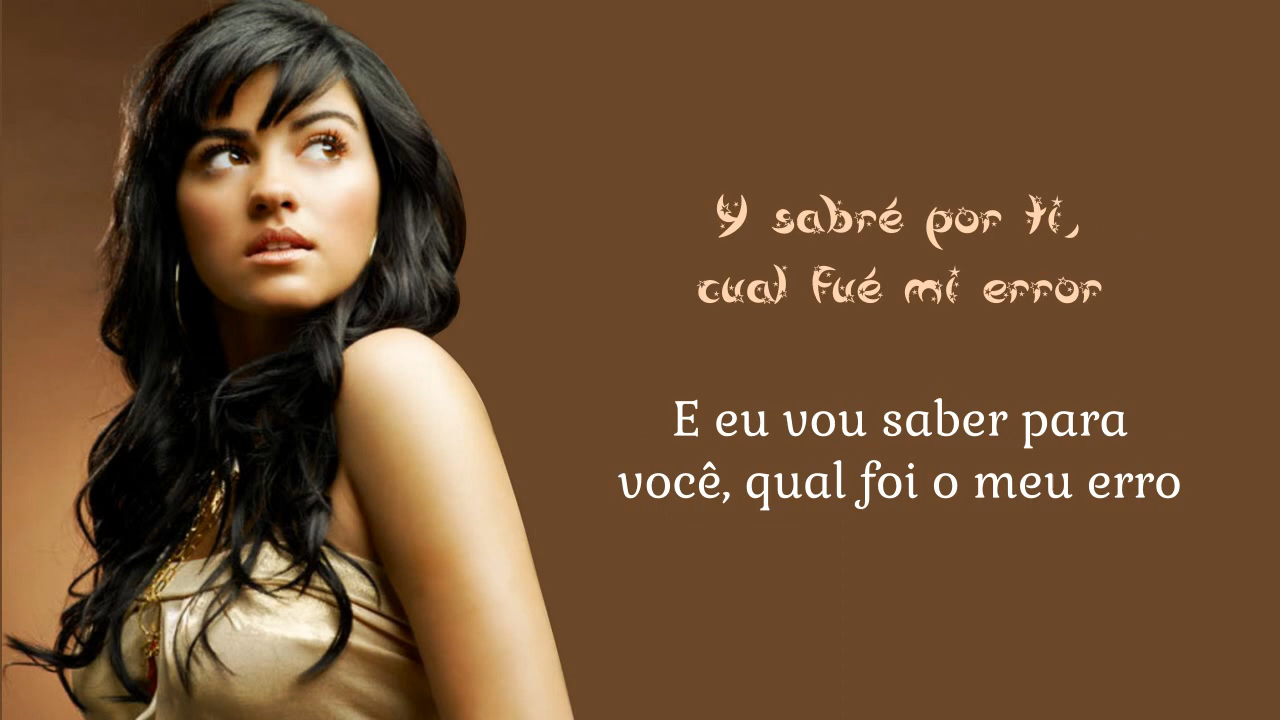 Y sabré por ti,
cual fué mi error
E eu vou saber para
você, qual foi o meu erro